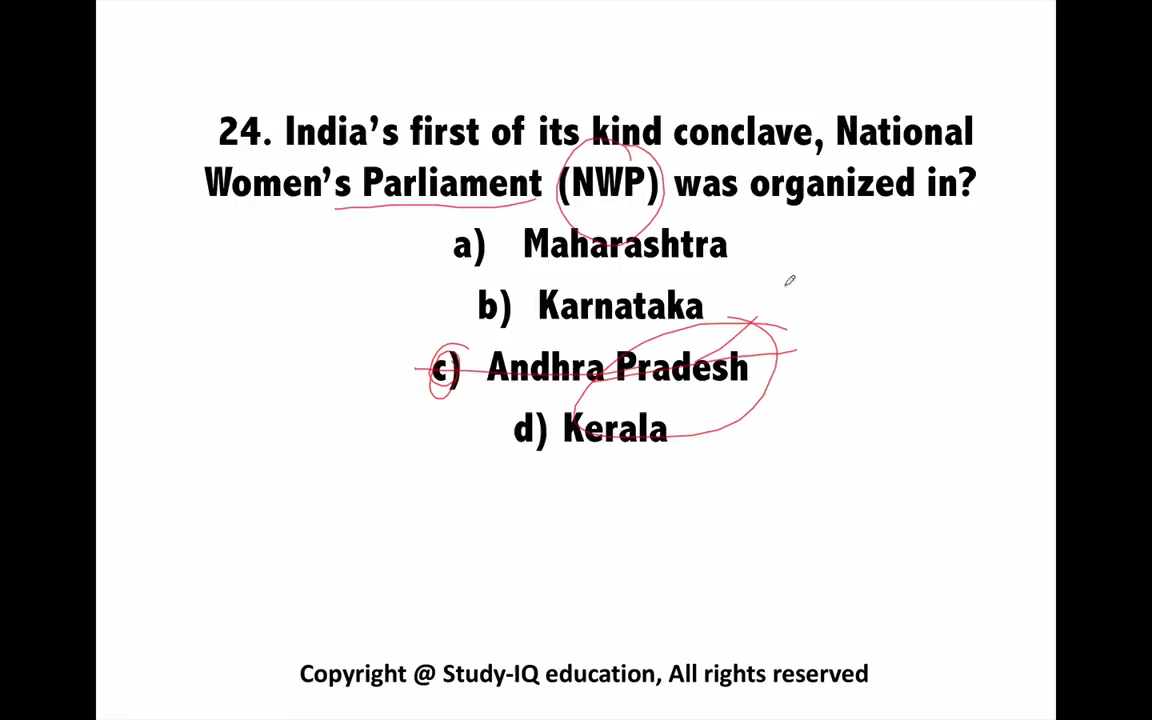 24. India’s first of its kind conclave, National
Women’s Parliament (NWP) was organized in?
a) Maharashtra
b) Karnataka
c) Andhra Pradesh
d) Kerala
Copyright @ Study-IQ education, All rights reserved